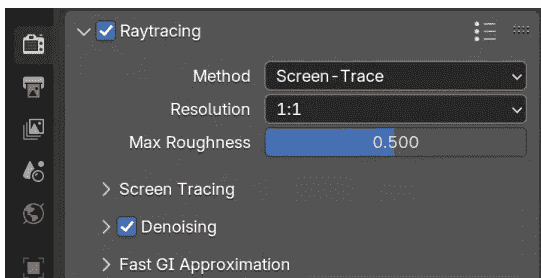 Raytracing
Method Screen-Trace
Resolution 1:1
Max Roughness 0.500
Screen Tracing
Denoising
Fast GI Approximation